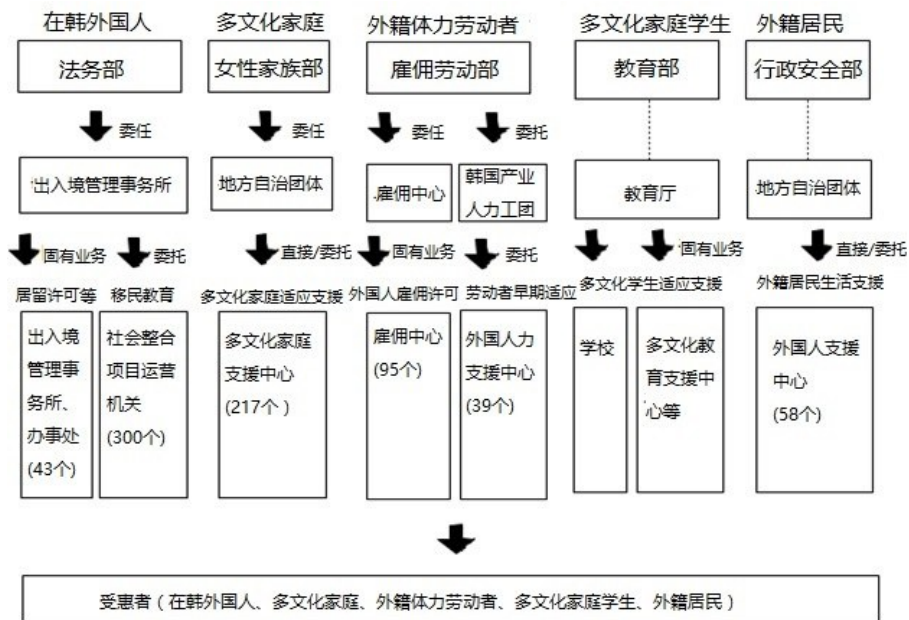 在韩外国人
多文化家庭
外籍体力劳动者
多文化家庭学生
外籍居民
法务部
女性家族部
雇佣劳动部
教育部
行政安全部
委任
委任
委任
委托
出入境管理事务所
地方自治团体
雇佣中心
韩国产业
人力工团
教育厅
地方自治团体
固有业务
委托
直接/委托
固有业务
委托
固有业务
直接/委托
居留许可等
移民教育
多文化家庭适应支援
外国人雇佣许可
劳动者早期适应
多文化学生适应支援
外籍居民生活支援
出入境
管理事
务所、
办事处
(43个)
社会整合
项目运营
机关
(300个)
多文化家庭
支援中心
(217个）
雇佣中心
(95个)
外国人力
支援中心
(39个)
学校
多文化教
育支援中
心等
外国人支援
中心
(58个)
受惠者（在韩外国人、多文化家庭、外籍体力劳动者、多文化家庭学生、外籍居民）